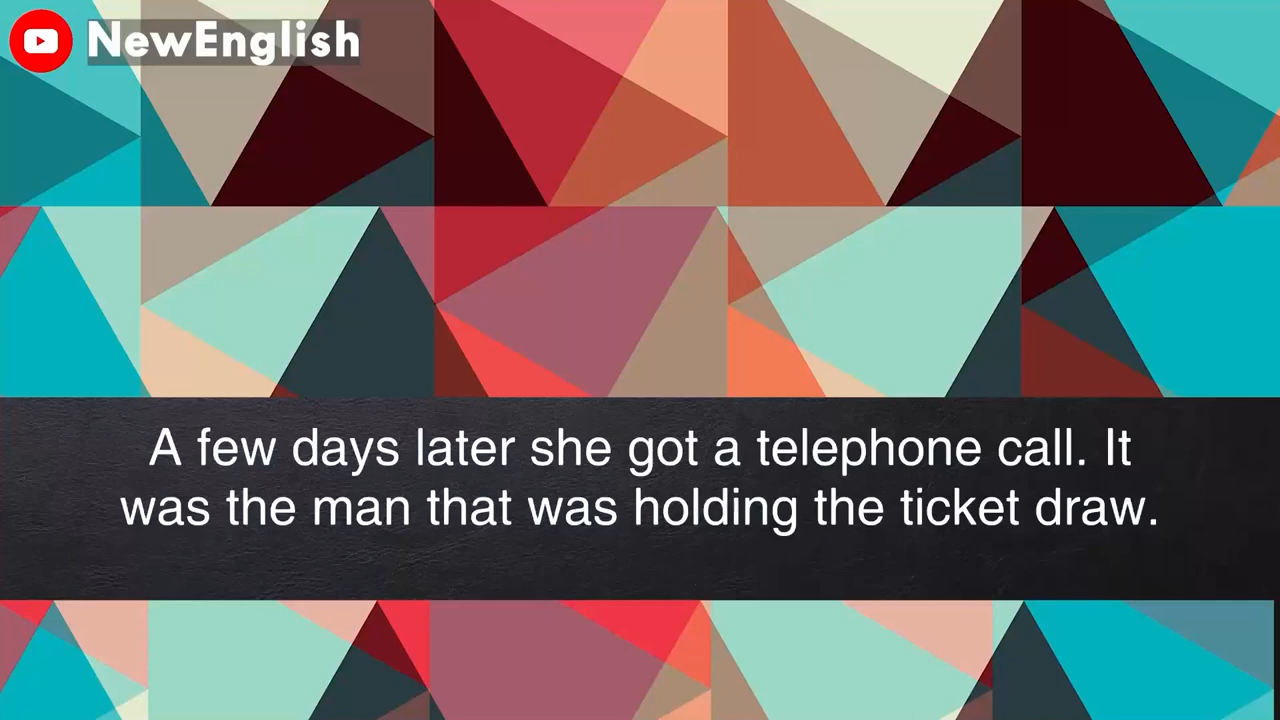 NewEnglish
A few days later she got a telephone call. It
was the man that was holding the ticket draw.